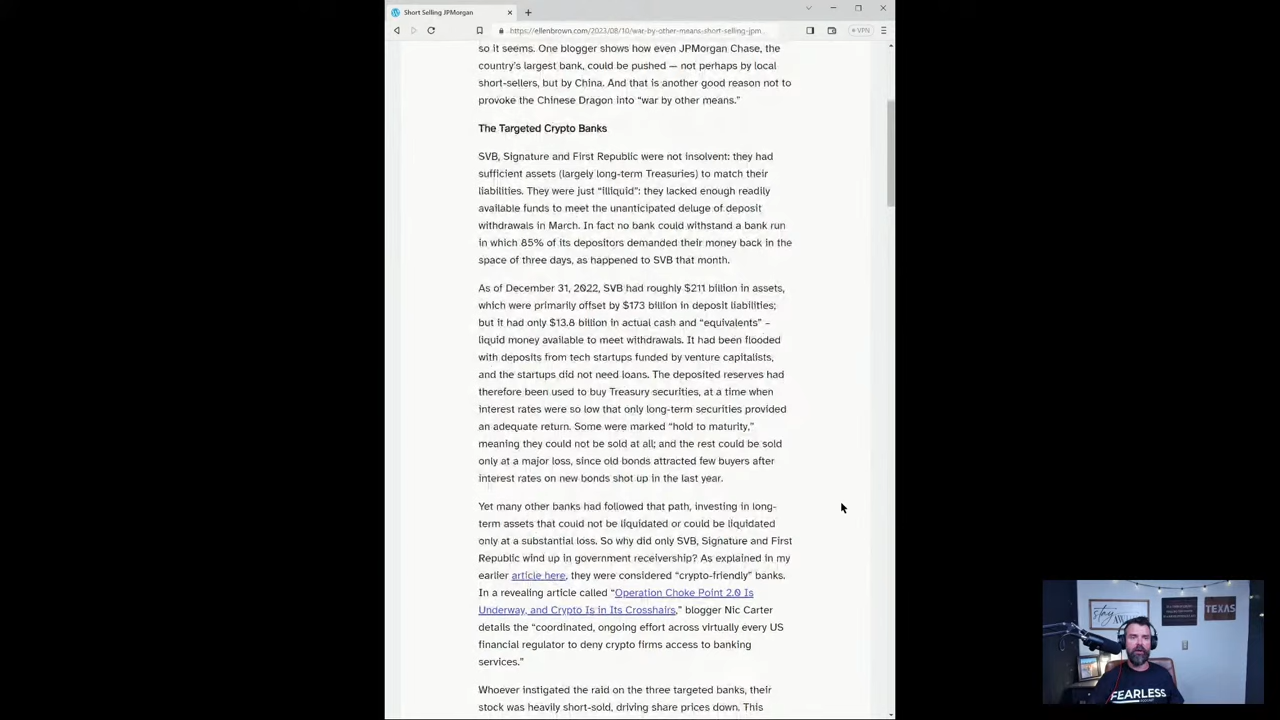 Short Selling JPMorgan
https://ellenbrown.com/2023/08/10/war-by-other-means-short-selling-jpm...
VPN
so it seems. One blogger shows how even JPMorgan Chase, the
country's largest bank, could be pushed — not perhaps by local
short-sellers, but by China. And that is another good reason not to
provoke the Chinese Dragon into “war by other means.”
The Targeted Crypto Banks
SVB, Signature and First Republic were not insolvent: they had
sufficient assets (largely long-term Treasuries) to match their
liabilities. They were just “illiquid”: they lacked enough readily
available funds to meet the unanticipated deluge of deposit
withdrawals in March. In fact no bank could withstand a bank run
in which 85% of its depositors demanded their money back in the
space of three days, as happened to SVB that month.
As of December 31, 2022, SVB had roughly $211 billion in assets,
which were primarily offset by $173 billion in deposit liabilities;
but it had only $13.8 billion in actual cash and “equivalents” –
liquid money available to meet withdrawals. It had been flooded
with deposits from tech startups funded by venture capitalists,
and the startups did not need loans. The deposited reserves had
therefore been used to buy Treasury securities, at a time when
interest rates were so low that only long-term securities provided
an adequate return. Some were marked “hold to maturity,”
meaning they could not be sold at all; and the rest could be sold
only at a major loss, since old bonds attracted few buyers after
interest rates on new bonds shot up in the last year.
Yet many other banks had followed that path, investing in long-
term assets that could not be liquidated or could be liquidated
only at a substantial loss. So why did only SVB, Signature and First
Republic wind up in government receivership? As explained in my
earlier article here, they were considered “crypto-friendly” banks.
In a revealing article called “Operation Choke Point 2.0 Is
Underway, and Crypto Is in Its Crosshairs,” blogger Nic Carter
details the “coordinated, ongoing effort across virtually every US
financial regulator to deny crypto firms access to banking
services.”
Whoever instigated the raid on the three targeted banks, their
stock was heavily short-sold, driving share prices down. This
stay
TEXAS
FEARLESS